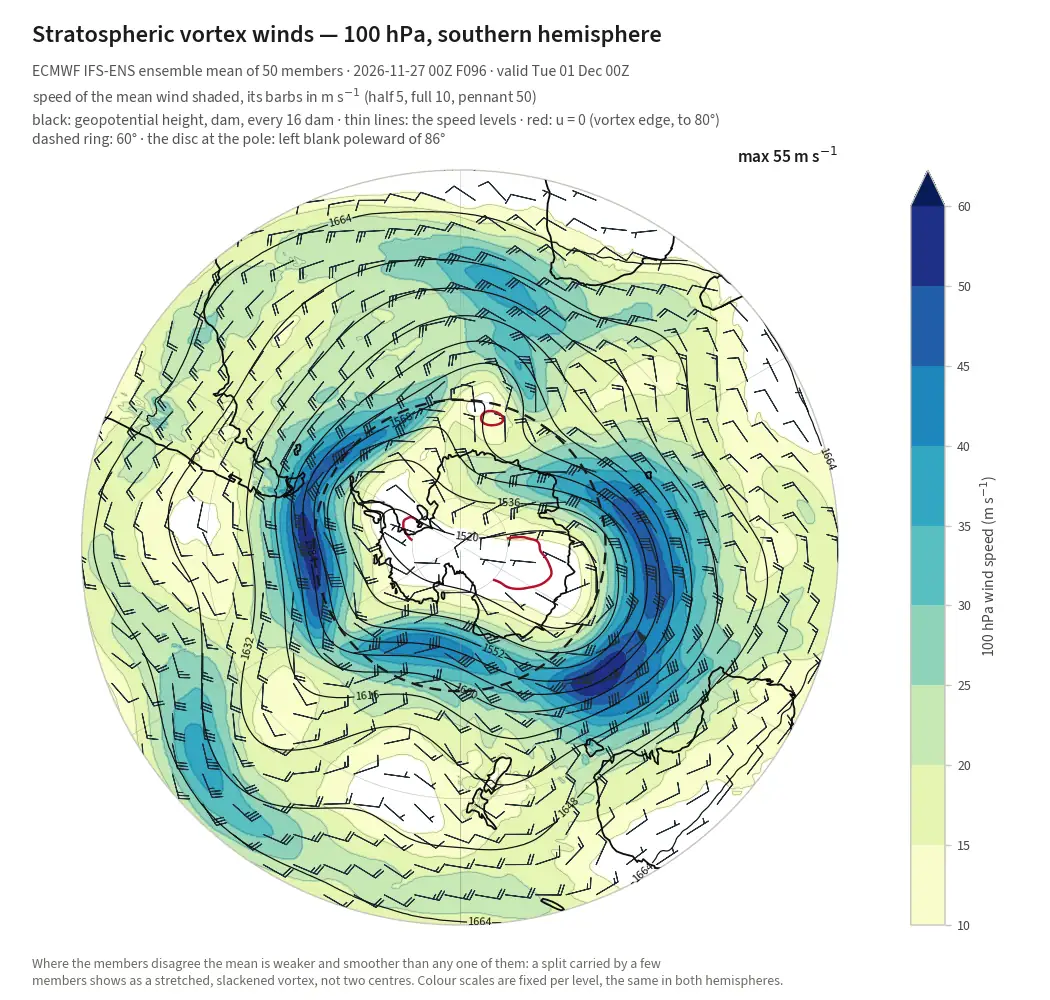 Stratospheric vortex winds — 100 hPa, southern hemisphere
ECMWF IFS-ENS ensemble mean of 50 members · 2026-11-27 00Z F096 · valid Tue 01 Dec 00Z
speed of the mean wind shaded, its barbs in m s⁻¹ (half 5, full 10, pennant 50)
black: geopotential height, dam, every 16 dam · thin lines: the speed levels · red: u = 0 (vortex edge, to 80°)
dashed ring: 60° · the disc at the pole: left blank poleward of 86°
max 55 m s⁻¹
1664
1664
1536
1520
1632
1552
1616
1648
1664
1664
60
50
45
40
35
30
25
20
15
10
100 hPa wind speed (m s⁻¹)
Where the members disagree the mean is weaker and smoother than any one of them: a split carried by a few
members shows as a stretched, slackened vortex, not two centres. Colour scales are fixed per level, the same in both hemispheres.